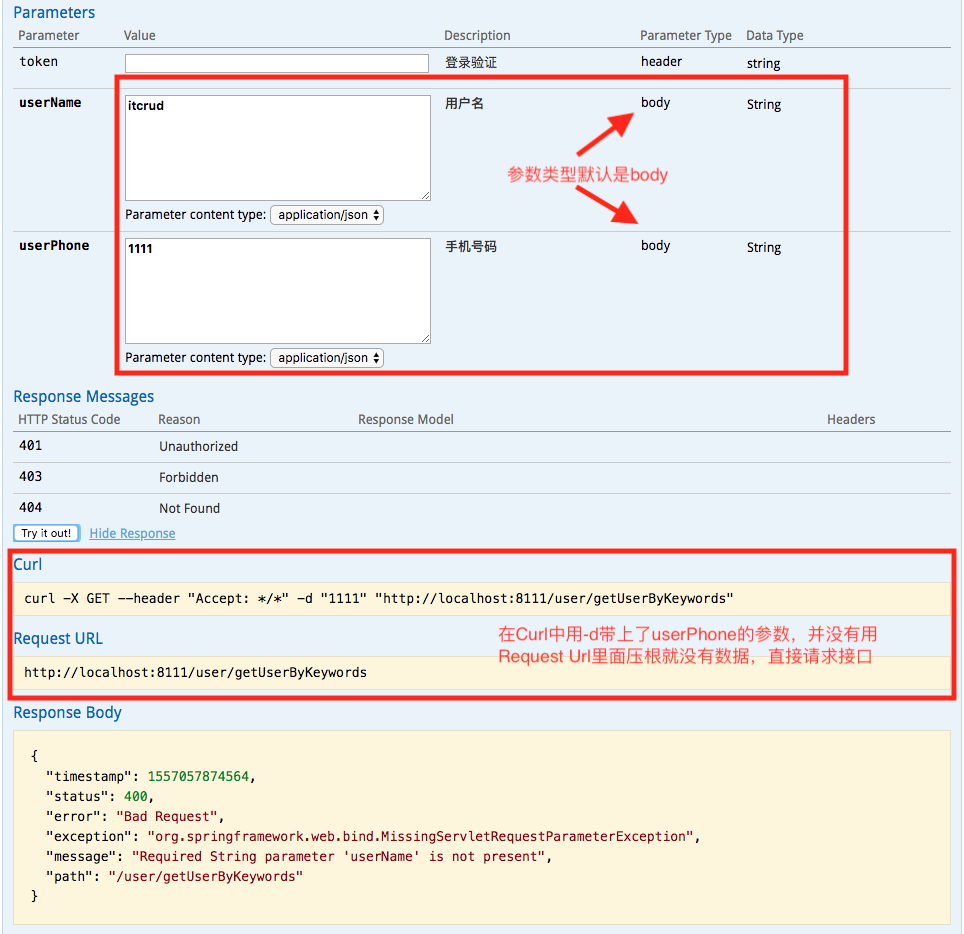 Parameters
Parameter Value Description Parameter Type Data Type
token 登录验证 header string
userName itcrud 用户名 body String
参数类型默认是body
Parameter content type: application/json
userPhone 1111 手机号码 body String
Parameter content type: application/json
Response Messages
HTTP Status Code Reason Response Model Headers
401 Unauthorized
403 Forbidden
404 Not Found
Try it out! Hide Response
Curl
curl -X GET --header "Accept: */*" -d "1111" "http://localhost:8111/user/getUserByKeywords"
Request URL
在Curl中用-d带上了userPhone的参数，并没有用
Request Url里面压根就没有数据，直接请求接口
http://localhost:8111/user/getUserByKeywords
Response Body
{
"timestamp": 1557057874564,
"status": 400,
"error": "Bad Request",
"exception": "org.springframework.web.bind.MissingServletRequestParameterException",
"message": "Required String parameter 'userName' is not present",
"path": "/user/getUserByKeywords"
}